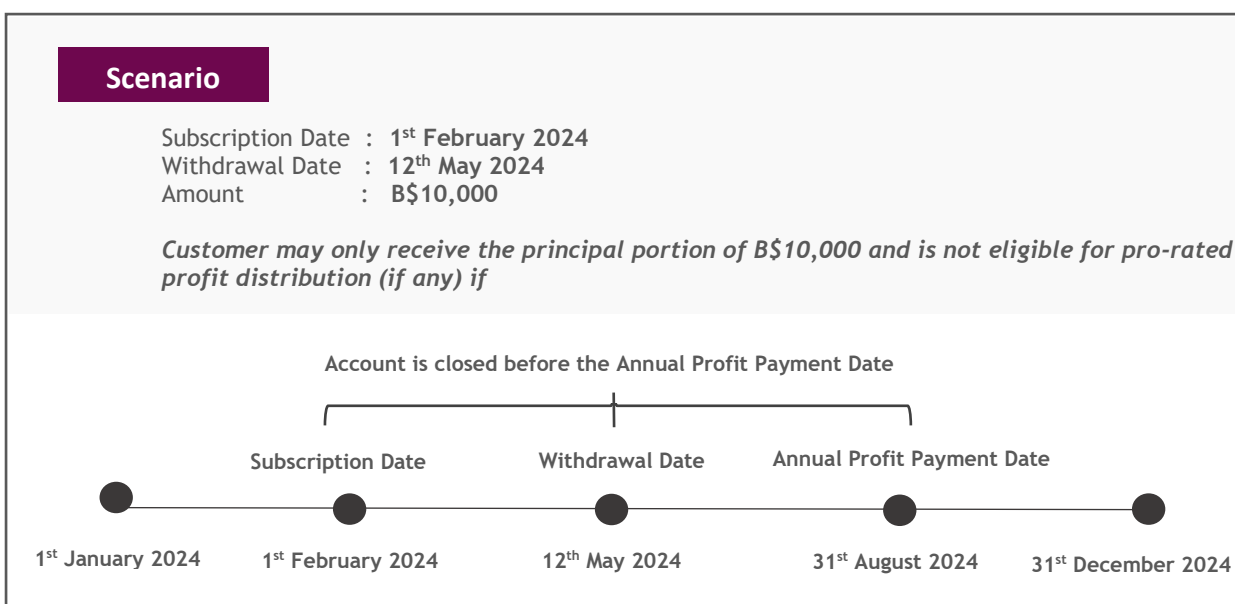 Scenario
Subscription Date : 1st February 2024
Withdrawal Date : 12th May 2024
Amount : B$10,000
Customer may only receive the principal portion of B$10,000 and is not eligible for pro-rated
profit distribution (if any) if
Account is closed before the Annual Profit Payment Date
Subscription Date Withdrawal Date Annual Profit Payment Date
1st January 2024 1st February 2024 12th May 2024 31st August 2024 31st December 2024